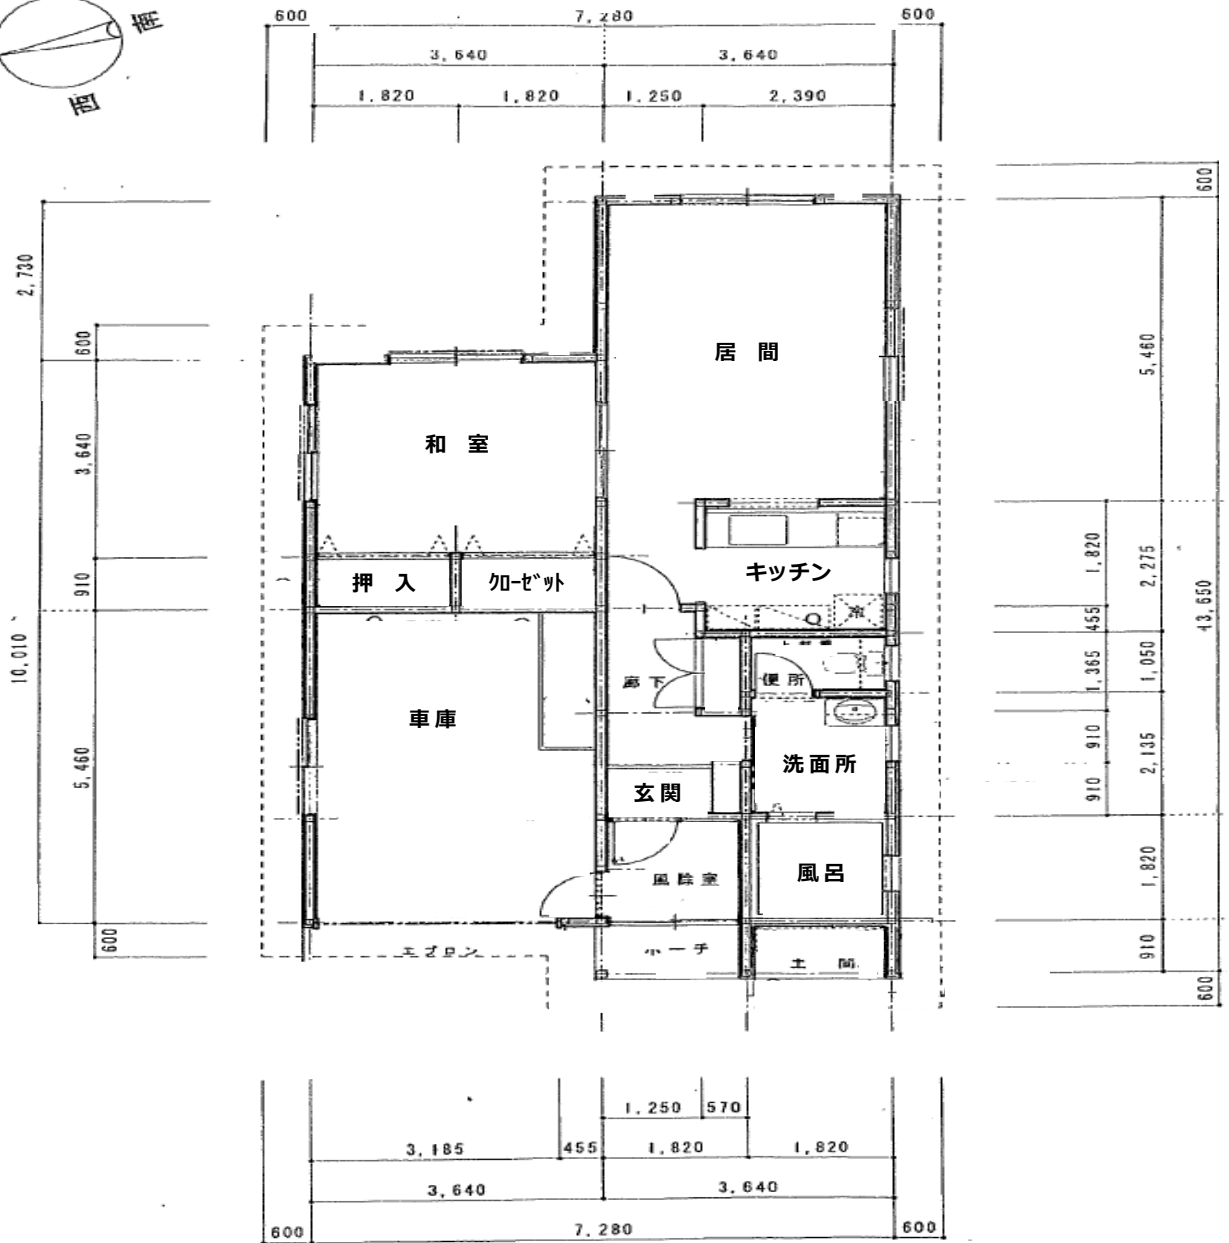 南
西
600
7,280
600
3,640
3,640
1,820
1,820
1,250
2,390
600
2,730
600
3,640
910
10,010
5,460
600
居間
和室
押入
クローゼット
キッチン
冷
廊下
便所
車庫
洗面所
玄関
風除室
風呂
エプロン
ポーチ
土間
5,460
1,820
2,275
455
13,650
1,365
1,050
910
2,135
910
1,820
910
600
1,250
570
3,185
455
1,820
1,820
3,640
3,640
600
7,280
600